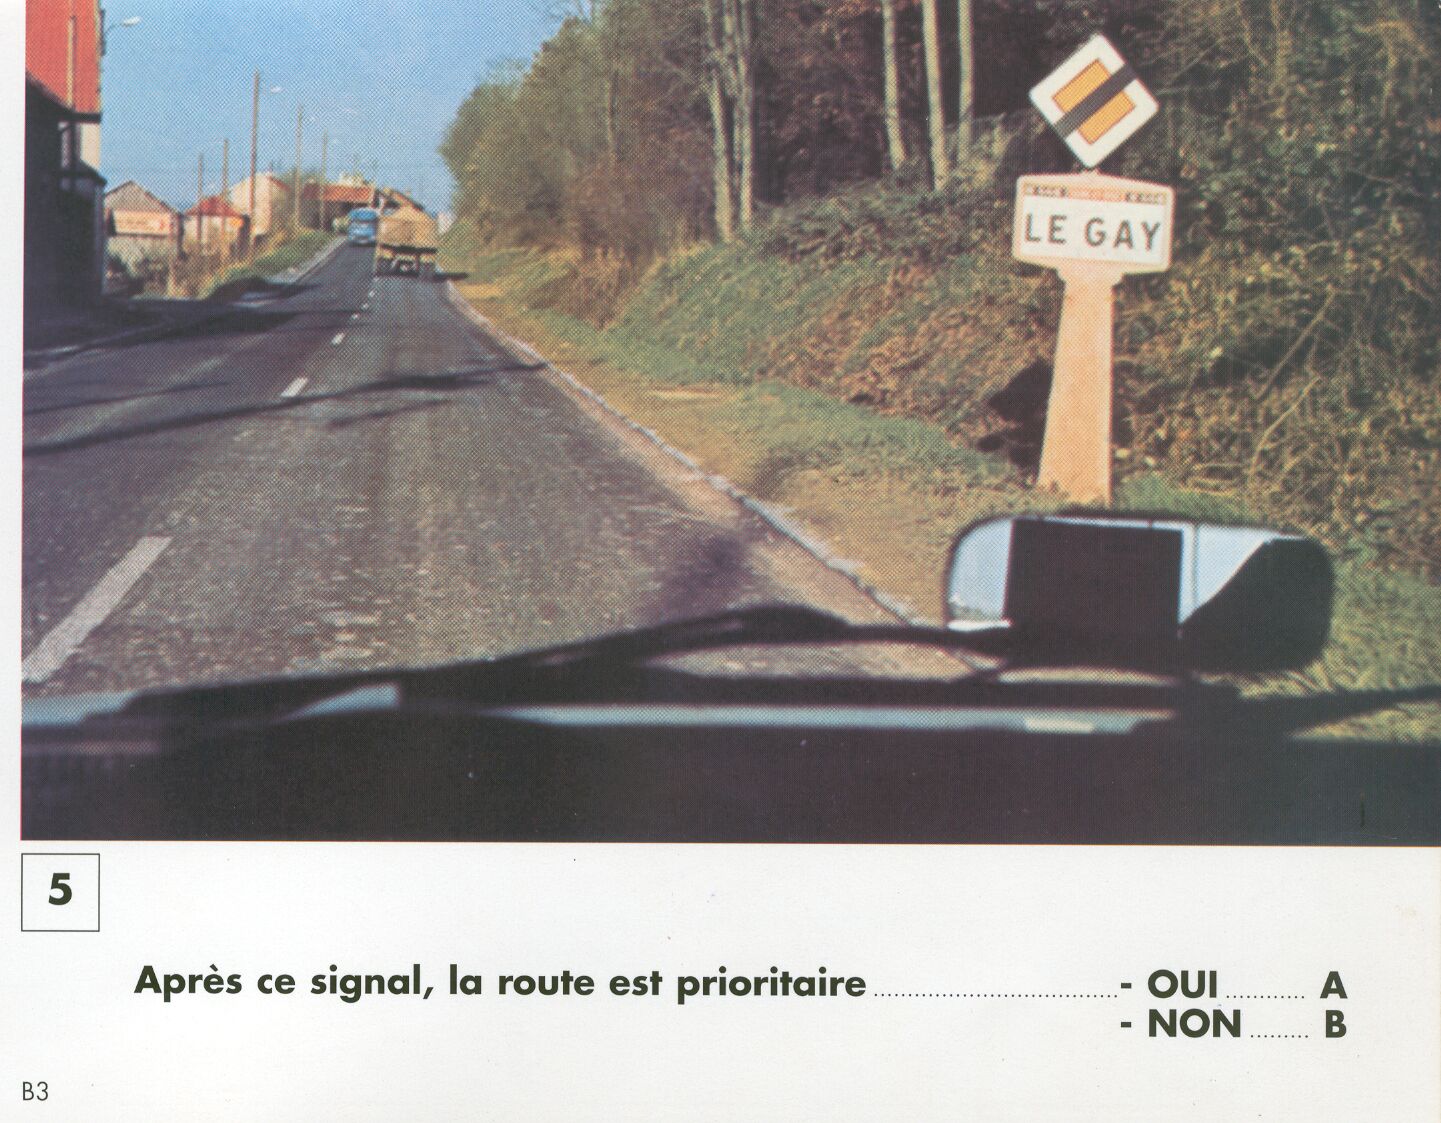 LE GAY
5
Après ce signal, la route est prioritaire - OUI A
- NON B
B3